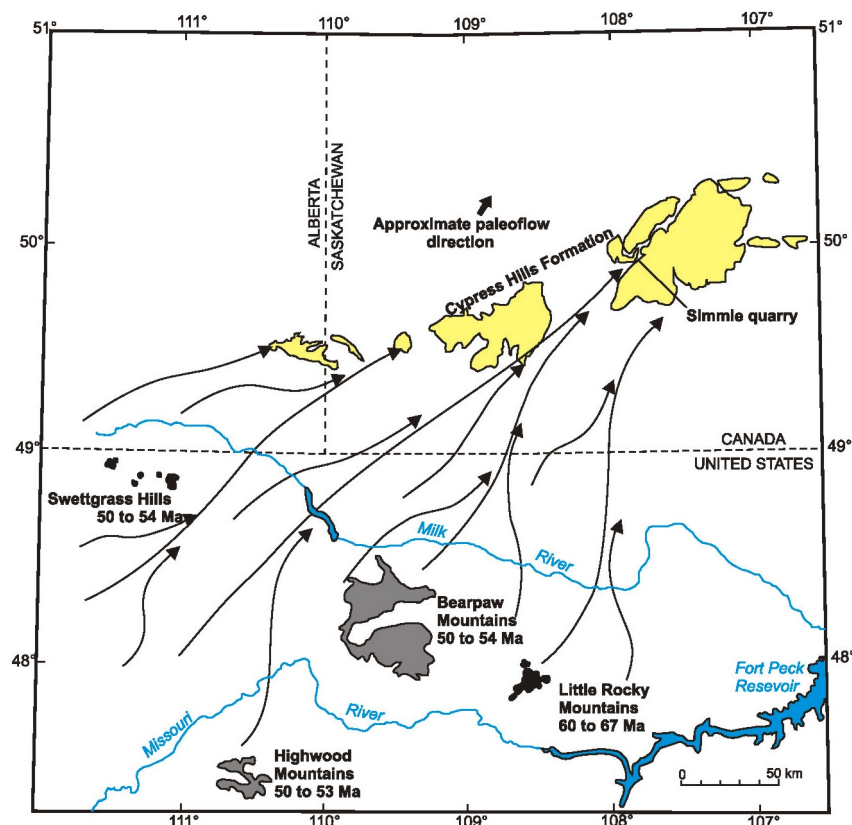 111°
110°
109°
108°
107°
51°
51°
ALBERTA
SASKATCHEWAN
Approximate paleoflow
direction
50°
50°
Cypress Hills Formation
Simmie quarry
49°
49°
CANADA
UNITED STATES
Swettgrass Hills
50 to 54 Ma
Milk
River
Bearpaw
Mountains
50 to 54 Ma
48°
48°
Little Rocky
Mountains
60 to 67 Ma
Fort Peck
Resevoir
Missouri
River
Highwood
Mountains
50 to 53 Ma
0 50 km
111°
110°
109°
108°
107°